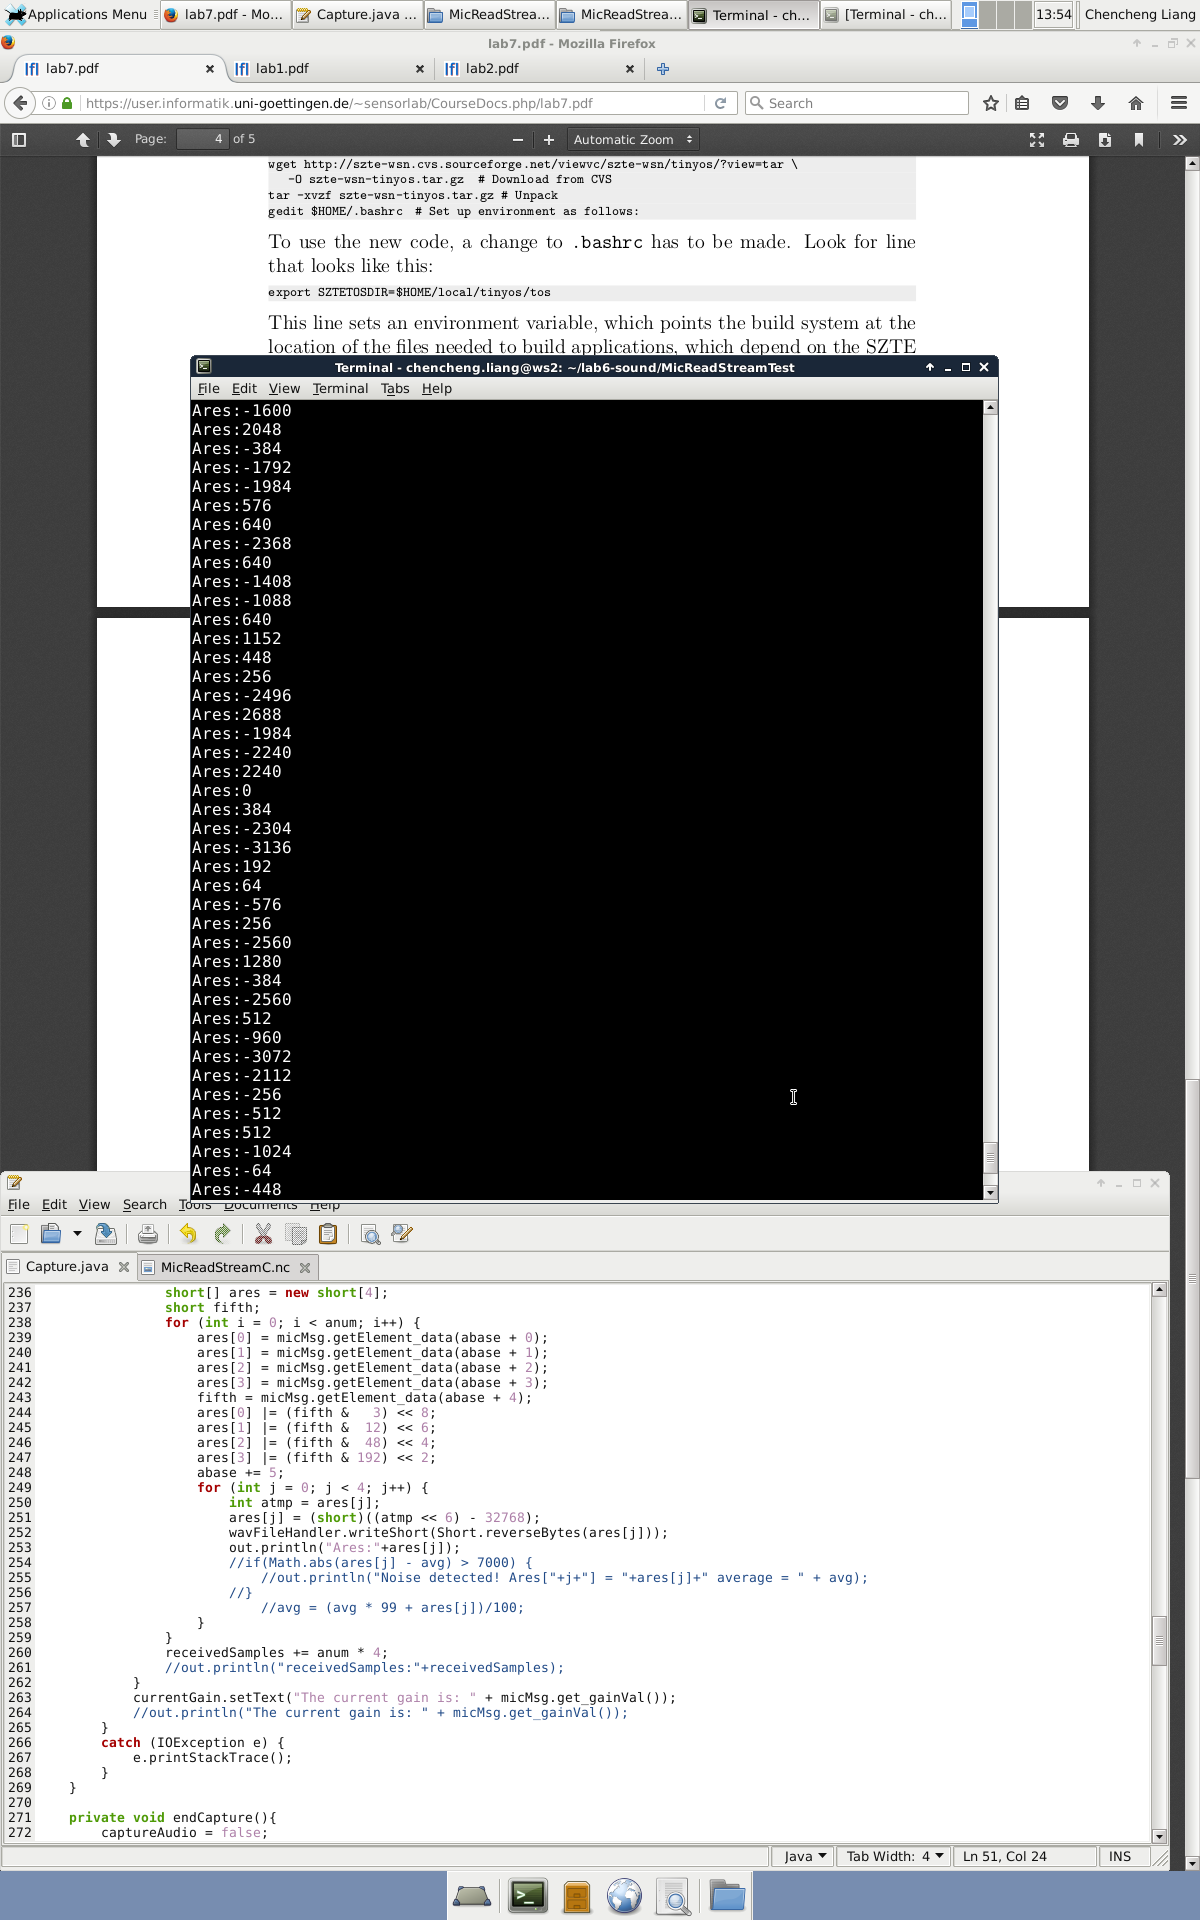 Applications Menu
lab7.pdf - Mo...
Capture.java ...
MicReadStrea...
MicReadStrea...
Terminal - ch...
[Terminal - ch...
13:54
Chencheng Liang
lab7.pdf - Mozilla Firefox
lab7.pdf
lab1.pdf
lab2.pdf
https://user.informatik.uni-goettingen.de/~sensorlab/CourseDocs.php/lab7.pdf
Search
Page: 4 of 5
Automatic Zoom
wget http://szte-wsn.cvs.sourceforge.net/viewvc/szte-wsn/tinyos/?view=tar \
-O szte-wsn-tinyos.tar.gz # Download from CVS
tar -xvzf szte-wsn-tinyos.tar.gz # Unpack
gedit $HOME/.bashrc # Set up environment as follows:
To use the new code, a change to .bashrc has to be made. Look for line
that looks like this:
export SZTETOSDIR=$HOME/local/tinyos/tos
This line sets an environment variable, which points the build system at the
location of the files needed to build applications, which depend on the SZTE
Terminal - chencheng.liang@ws2: ~/lab6-sound/MicReadStreamTest
File Edit View Terminal Tabs Help
Ares:-1600
Ares:2048
Ares:-384
Ares:-1792
Ares:-1984
Ares:576
Ares:640
Ares:-2368
Ares:640
Ares:-1408
Ares:-1088
Ares:640
Ares:1152
Ares:448
Ares:256
Ares:-2496
Ares:2688
Ares:-1984
Ares:-2240
Ares:2240
Ares:0
Ares:384
Ares:-2304
Ares:-3136
Ares:192
Ares:64
Ares:-576
Ares:256
Ares:-2560
Ares:1280
Ares:-384
Ares:-2560
Ares:512
Ares:-960
Ares:-3072
Ares:-2112
Ares:-256
Ares:-512
Ares:512
Ares:-1024
Ares:-64
Ares:-448
File Edit View Search Tools Documents Help
Capture.java
MicReadStreamC.nc
236 short[] ares = new short[4];
237 short fifth;
238 for (int i = 0; i < anum; i++) {
239 ares[0] = micMsg.getElement_data(abase + 0);
240 ares[1] = micMsg.getElement_data(abase + 1);
241 ares[2] = micMsg.getElement_data(abase + 2);
242 ares[3] = micMsg.getElement_data(abase + 3);
243 fifth = micMsg.getElement_data(abase + 4);
244 ares[0] |= (fifth & 3) << 8;
245 ares[1] |= (fifth & 12) << 6;
246 ares[2] |= (fifth & 48) << 4;
247 ares[3] |= (fifth & 192) << 2;
248 abase += 5;
249 for (int j = 0; j < 4; j++) {
250 int atmp = ares[j];
251 ares[j] = (short)((atmp << 6) - 32768);
252 wavFileHandler.writeShort(Short.reverseBytes(ares[j]));
253 out.println("Ares:"+ares[j]);
254 //if(Math.abs(ares[j] - avg) > 7000) {
255 //out.println("Noise detected! Ares["+j+"] = "+ares[j]+" average = " + avg);
256 //}
257 //avg = (avg * 99 + ares[j])/100;
258 }
259 }
260 receivedSamples += anum * 4;
261 //out.println("receivedSamples:"+receivedSamples);
262 }
263 currentGain.setText("The current gain is: " + micMsg.get_gainVal());
264 //out.println("The current gain is: " + micMsg.get_gainVal());
265 }
266 catch (IOException e) {
267 e.printStackTrace();
268 }
269 }
270
271 private void endCapture(){
272 captureAudio = false;
Java Tab Width: 4 Ln 51, Col 24 INS